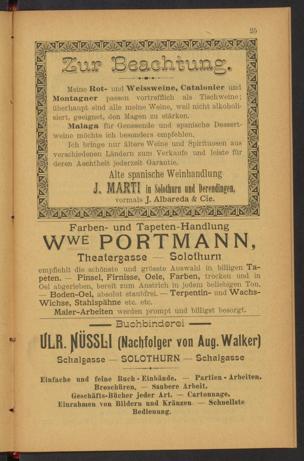 25
Zur Beachtung.
Meine Rot- und Weissweine, Catalonier und
Montagner passen vortrefflich als Tischweine;
überhaupt sind alle meine Weine, weil nicht alkoholi-
siert, geeignet, den Magen zu stärken.
Malaga für Genesende und spanische Dessert-
weine möchte ich besonders empfehlen.
Ich bringe nur ältere Weine und Spirituosen aus
verschiedenen Ländern zum Verkaufe und leiste für
deren Aechtheit jederzeit Garantie.
Alte spanische Weinhandlung
J. MARTI in Solothurn und Derendingen,
vormals J. Albareda & Cie.
Farben- und Tapeten-Handlung
Wwe PORTMANN,
Theatergasse — Solothurn
empfiehlt die schönste und grösste Auswahl in billigen Ta-
peten. — Pinsel, Firnisse, Oele, Farben, trocken und in
Oel abgerieben, bereit zum Anstrich in jedem beliebigen Ton.
— Boden-Oel, absolut staubfrei. — Terpentin- und Wachs-
Wichse, Stahlspähne etc. etc.
Maler-Arbeiten werden prompt und billigst besorgt.
— Buchbinderei —
ULR. NÜSSLI (Nachfolger von Aug. Walker)
Schalgasse — SOLOTHURN — Schalgasse
Einfache und feine Buch-Einbände. — Partien-Arbeiten,
Broschüren, — Saubere Arbeit.
Geschäfts-Bücher jeder Art. — Cartonnage,
Einrahmen von Bildern und Kränzen. — Schnellste
Bedienung.